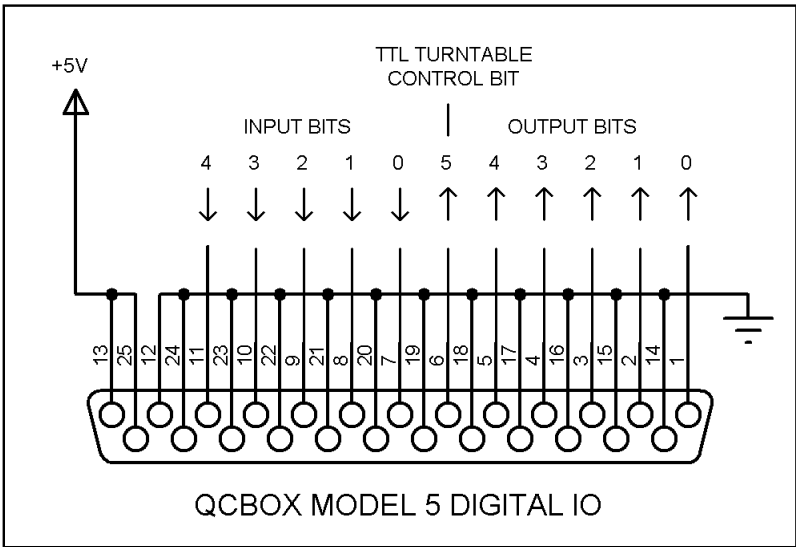 TTL TURNTABLE
CONTROL BIT
+5V
INPUT BITS OUTPUT BITS
4 3 2 1 0 5 4 3 2 1 0
13 25 12 24 11 23 10 22 9 21 8 20 7 19 6 18 5 17 4 16 3 15 2 14 1
QCBOX MODEL 5 DIGITAL IO